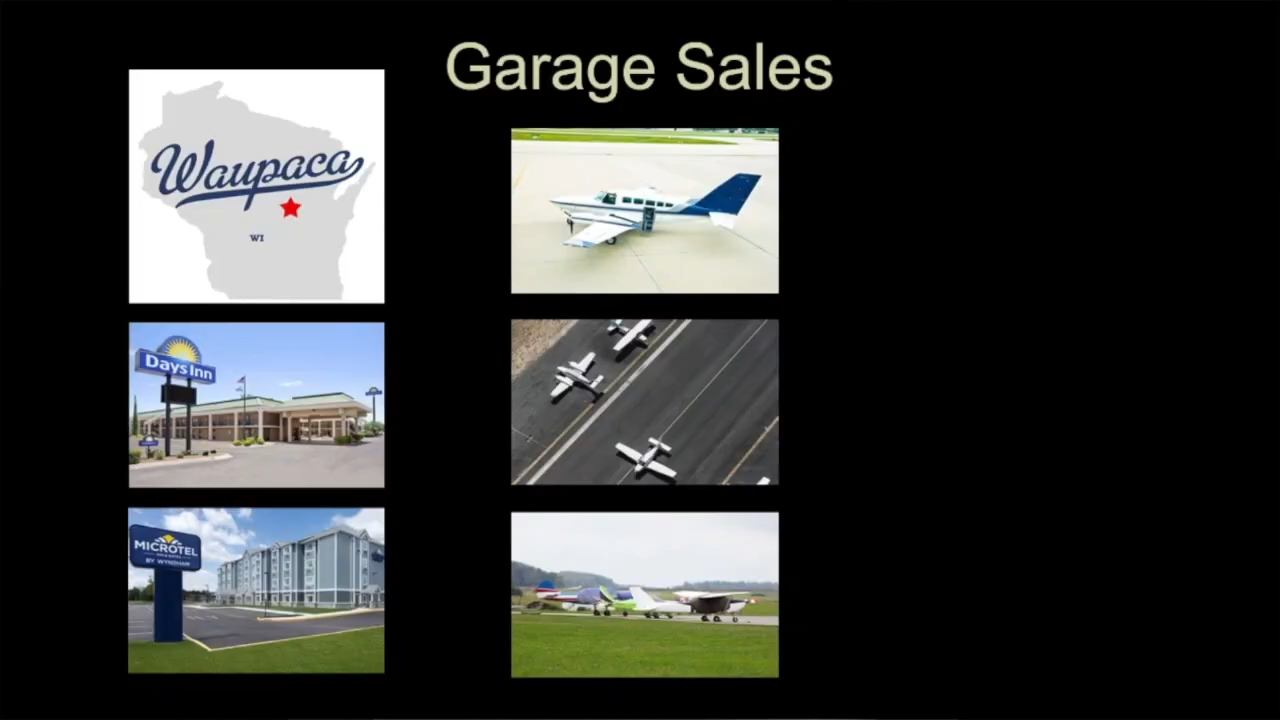 Garage Sales
Waupaca
WI
Days Inn
MICROTEL
BY WYNDHAM